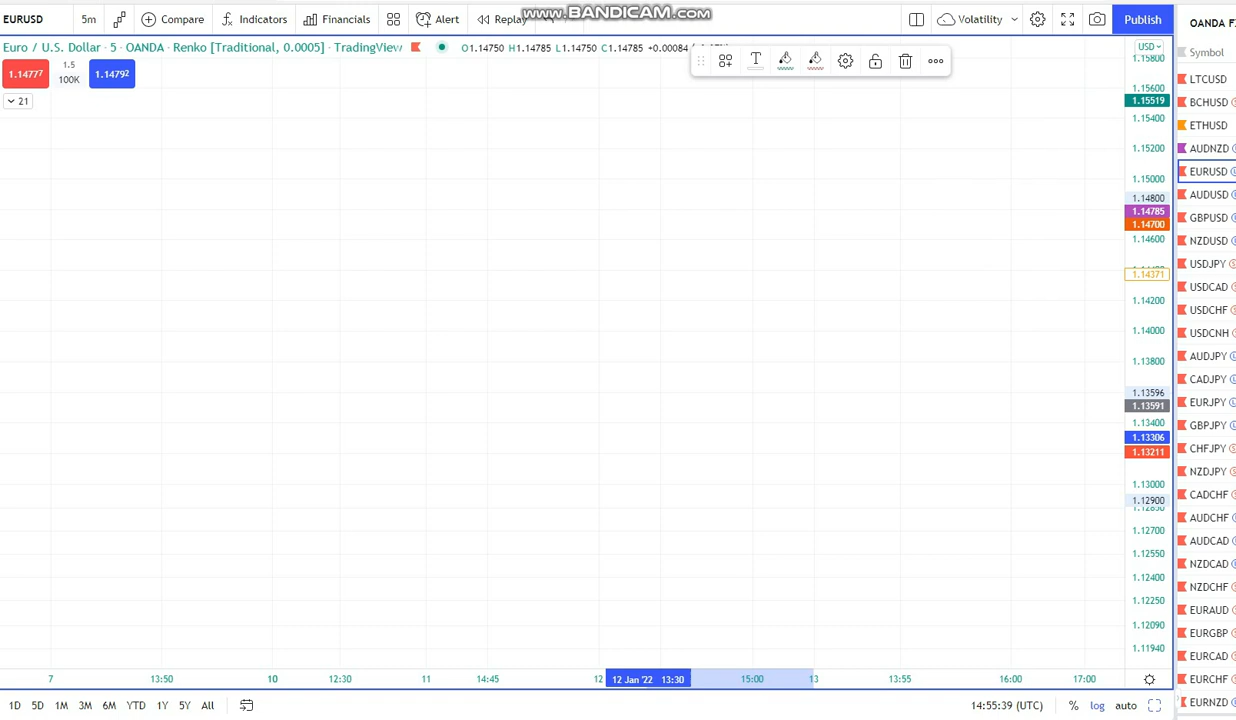 EURUSD 5m Compare Indicators Financials Alert Replay www.BANDICAM.com Volatility Publish
Euro / U.S. Dollar · 5 · OANDA · Renko [Traditional, 0.0005] · TradingView O1.14750 H1.14785 L1.14750 C1.14785 +0.00084
1.14777 1.5 100K 1.14792
21
T
USD
1.15800
1.15600
1.15519
1.15400
1.15200
1.15000
1.14800
1.14785
1.14700
1.14600
1.14371
1.14200
1.14000
1.13800
1.13596
1.13591
1.13400
1.13306
1.13211
1.13000
1.12900
1.12850
1.12700
1.12550
1.12400
1.12250
1.12090
1.11940
7 13:50 10 12:30 11 14:45 12 12 Jan '22 13:30 15:00 13 13:55 16:00 17:00
1D 5D 1M 3M 6M YTD 1Y 5Y All 14:55:39 (UTC) % log auto
OANDA
Symbol
LTCUSD
BCHUSD
ETHUSD
AUDNZD
EURUSD
AUDUSD
GBPUSD
NZDUSD
USDJPY
USDCAD
USDCHF
USDCNH
AUDJPY
CADJPY
EURJPY
GBPJPY
CHFJPY
NZDJPY
CADCHF
AUDCHF
AUDCAD
NZDCAD
NZDCHF
EURAUD
EURGBP
EURCAD
EURCHF
EURNZD